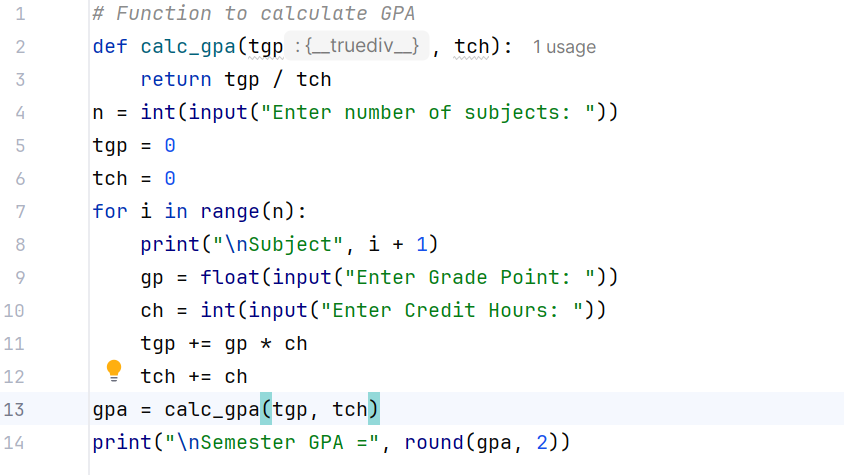 1 # Function to calculate GPA
2 def calc_gpa(tgp : {__truediv__} , tch): 1 usage
3     return tgp / tch
4 n = int(input("Enter number of subjects: "))
5 tgp = 0
6 tch = 0
7 for i in range(n):
8     print("\nSubject", i + 1)
9     gp = float(input("Enter Grade Point: "))
10     ch = int(input("Enter Credit Hours: "))
11     tgp += gp * ch
12     tch += ch
13 gpa = calc_gpa(tgp, tch)
14 print("\nSemester GPA =", round(gpa, 2))